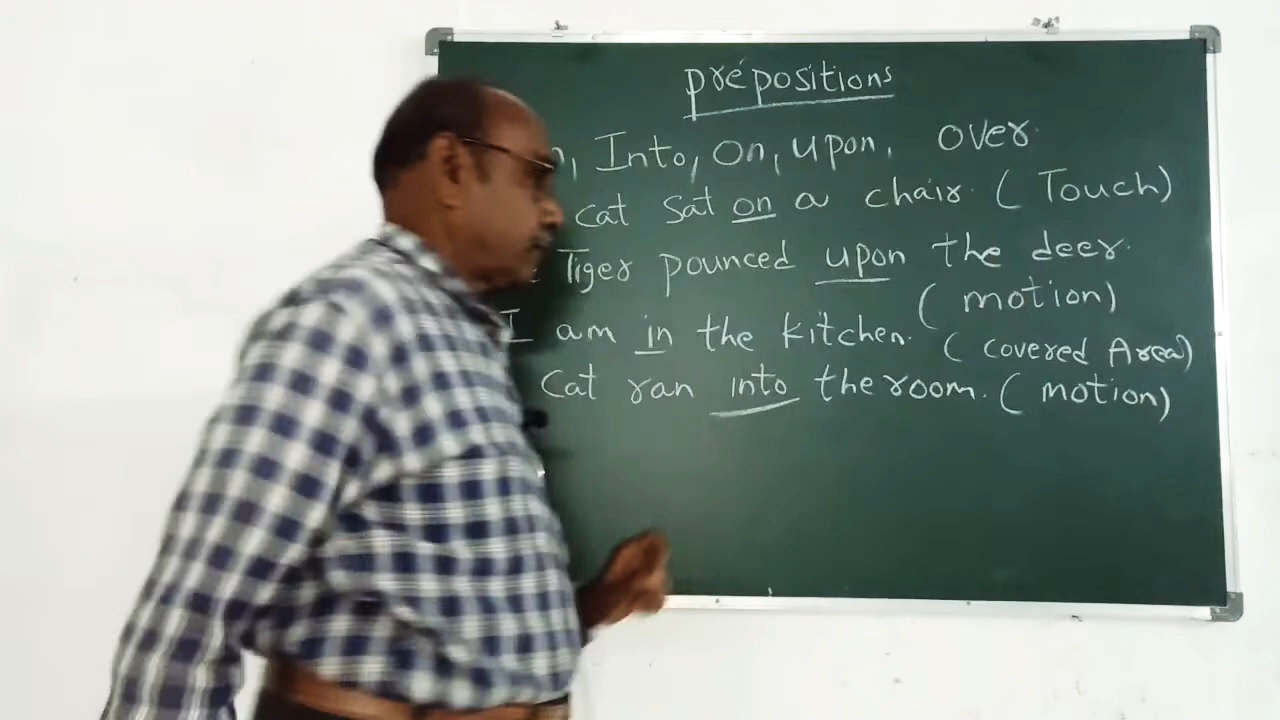 prepositions
Into, on, upon, over
cat sat on a chair. (Touch)
Tiger pounced upon the deer.
(motion)
I am in the kitchen. (covered Area)
Cat ran into the room. (motion)